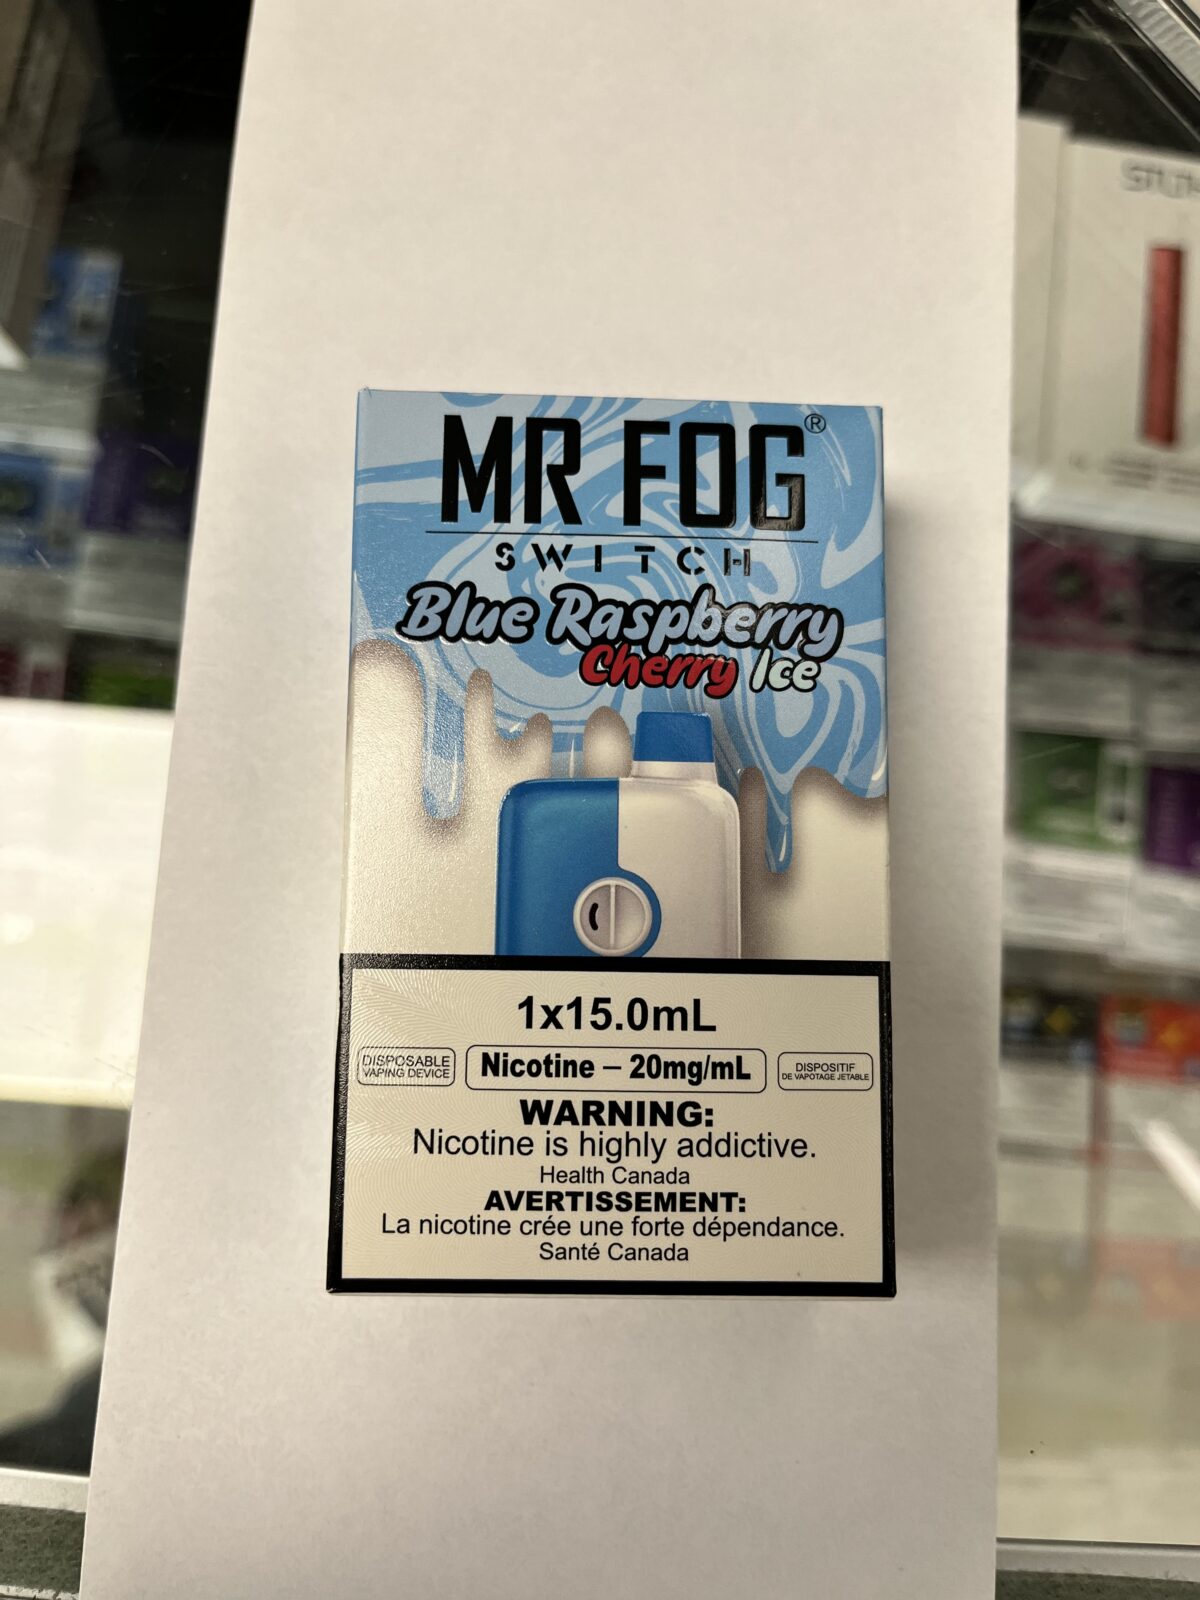 MR FOG®
SWITCH
Blue Raspberry
Cherry Ice
1x15.0mL
DISPOSABLE
VAPING DEVICE
Nicotine – 20mg/mL
DISPOSITIF
DE VAPOTAGE JETABLE
WARNING:
Nicotine is highly addictive.
Health Canada
AVERTISSEMENT:
La nicotine crée une forte dépendance.
Santé Canada